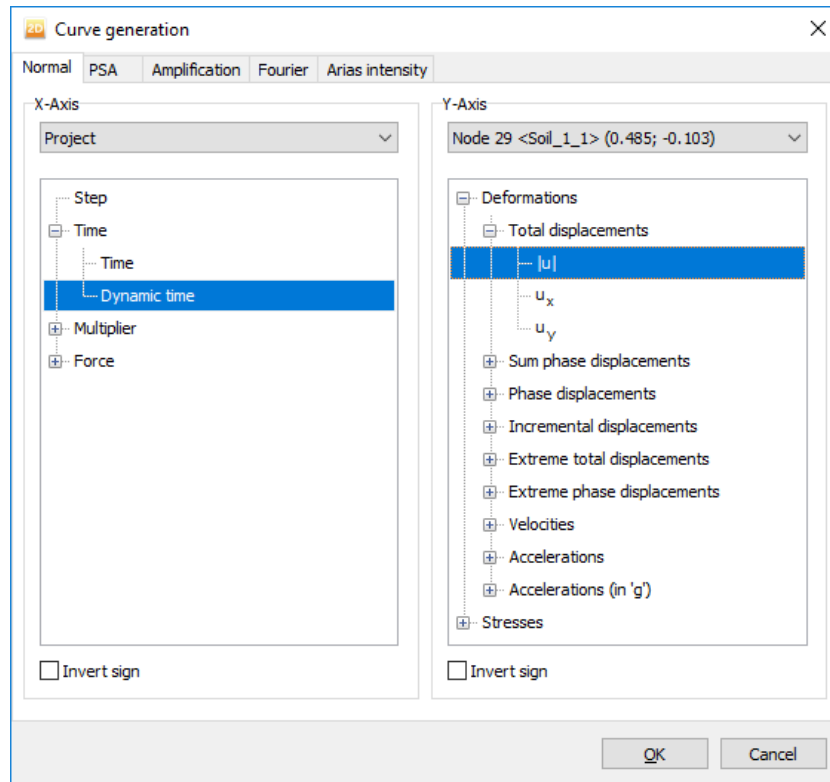 2D Curve generation
Normal PSA Amplification Fourier Arias intensity
X-Axis
Project
Step
Time
Time
Dynamic time
Multiplier
Force
Invert sign
Y-Axis
Node 29 <Soil_1_1> (0.485; -0.103)
Deformations
Total displacements
|u|
u_x
u_y
Sum phase displacements
Phase displacements
Incremental displacements
Extreme total displacements
Extreme phase displacements
Velocities
Accelerations
Accelerations (in 'g')
Stresses
Invert sign
OK Cancel